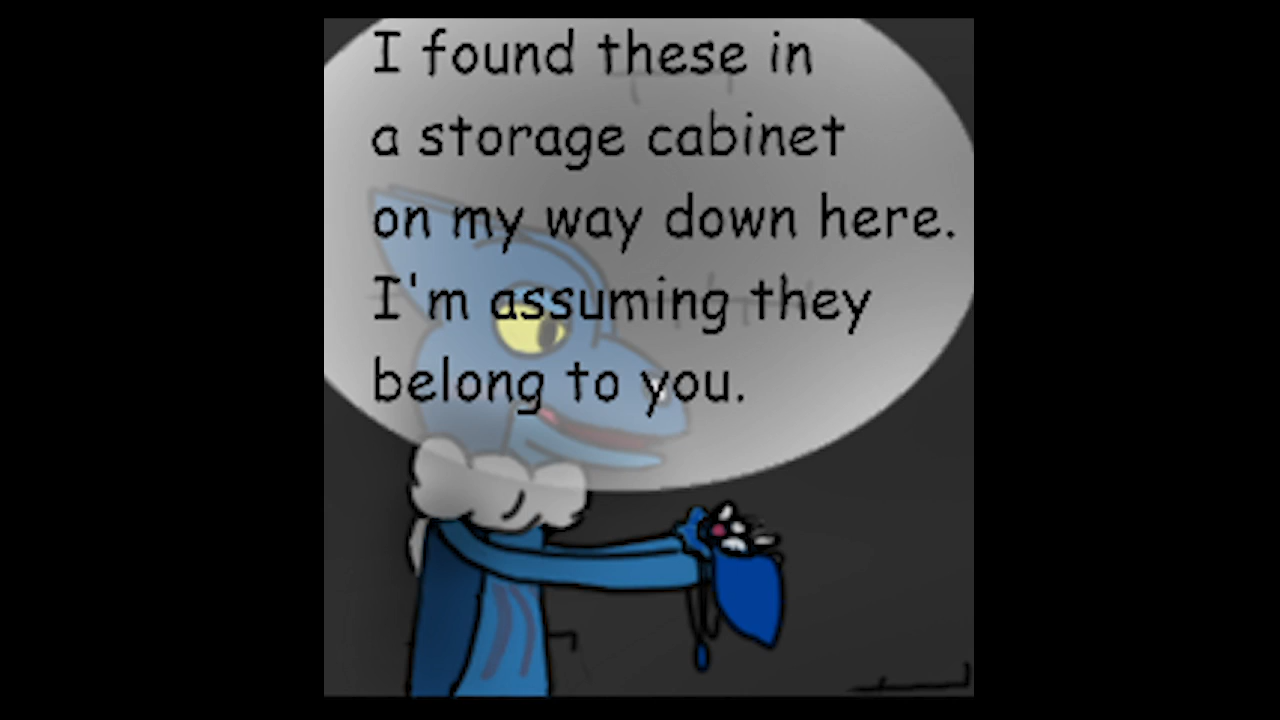 I found these in
a storage cabinet
on my way down here.
I'm assuming they
belong to you.